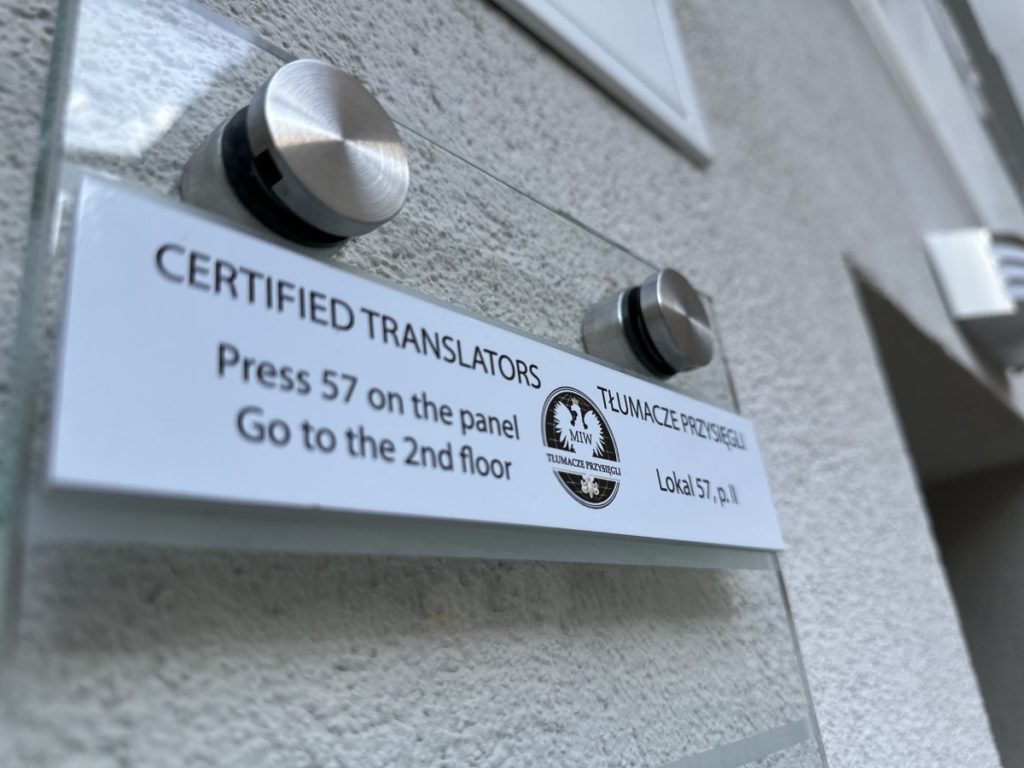 CERTIFIED TRANSLATORS
Press 57 on the panel
Go to the 2nd floor
MIW
TŁUMACZE PRZYSIĘGLI
TŁUMACZE PRZYSIĘGLI
Lokal 57, p. II